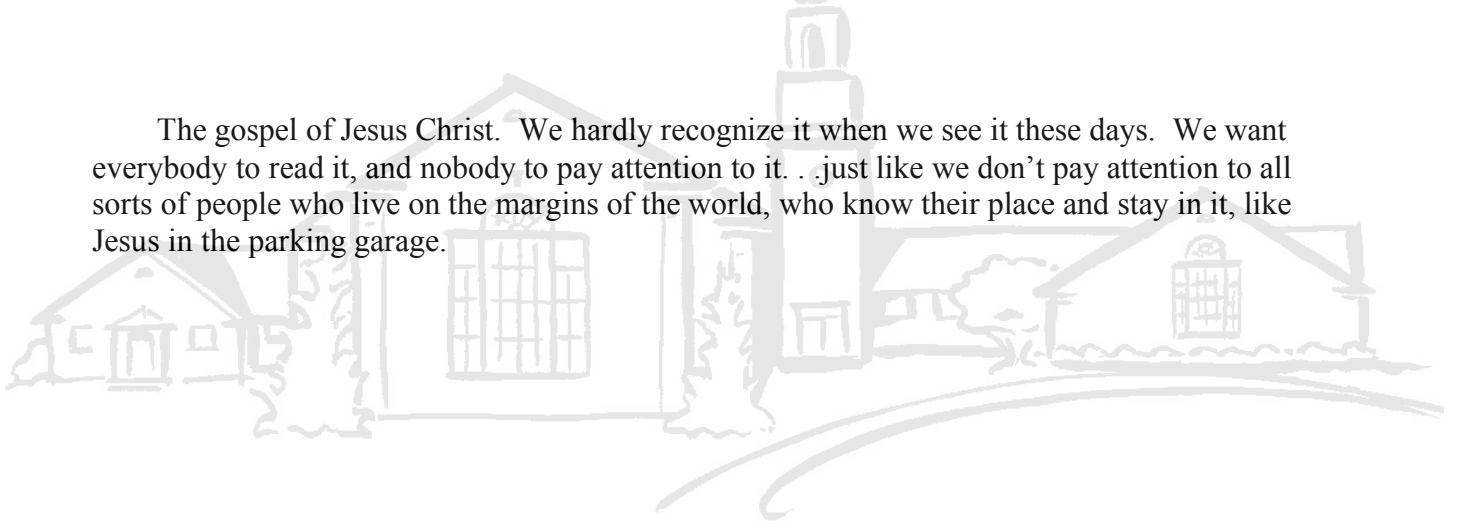 The gospel of Jesus Christ.  We hardly recognize it when we see it these days.  We want
everybody to read it, and nobody to pay attention to it. . .just like we don’t pay attention to all
sorts of people who live on the margins of the world, who know their place and stay in it, like
Jesus in the parking garage.